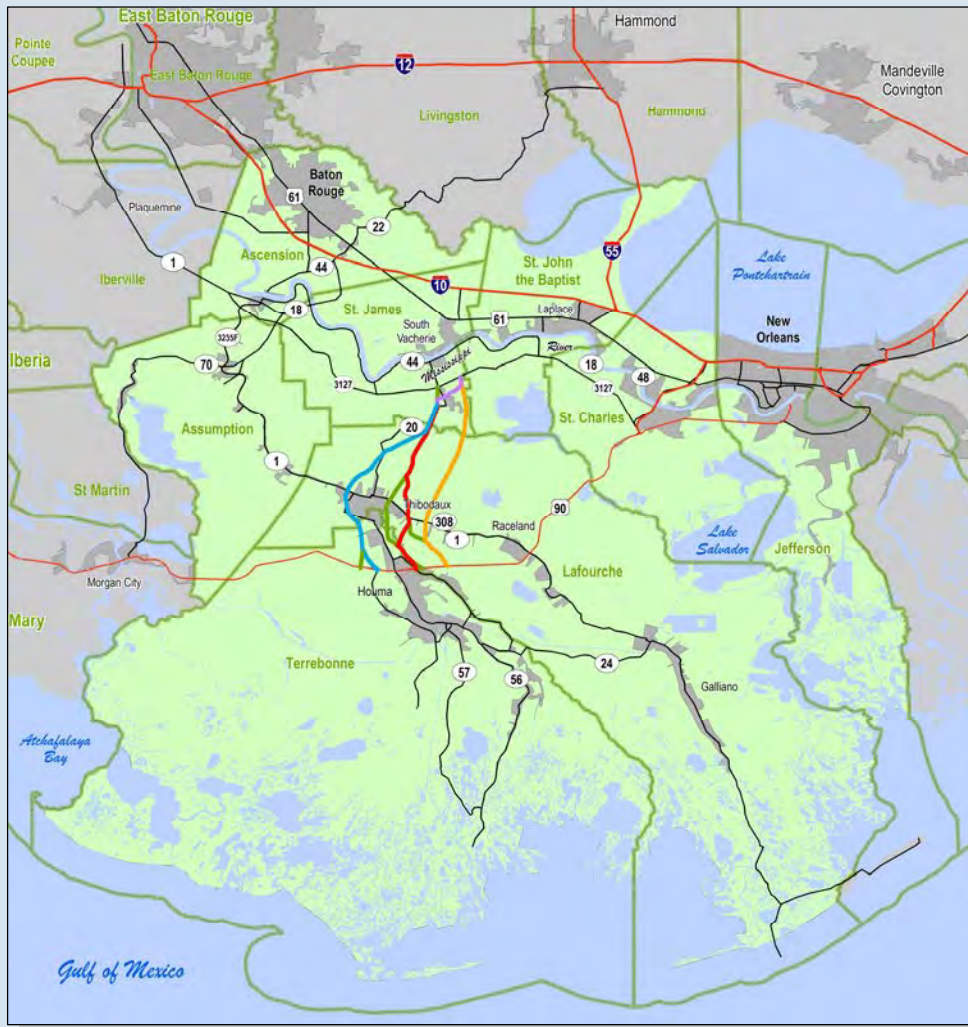 East Baton Rouge
Hammond
Pointe
Coupee
East Baton Rouge
12
Mandeville
Covington
Livingston
Hammond
Baton
Rouge
61
Plaquemine
22
1
Ascension
44
55
Iberville
St. John
the Baptist
Lake
Pontchartrain
10
18
St. James
61
Laplace
New
Orleans
South
Vacherie
3235F
Iberia
44
Mississippi
River
70
18
48
3127
3127
St. Charles
Assumption
20
1
St Martin
90
Thibodaux
308
1
Raceland
Lake
Salvador
Jefferson
Lafourche
Morgan City
Houma
Mary
Terrebonne
24
57
56
Galliano
Atchafalaya
Bay
Gulf of Mexico